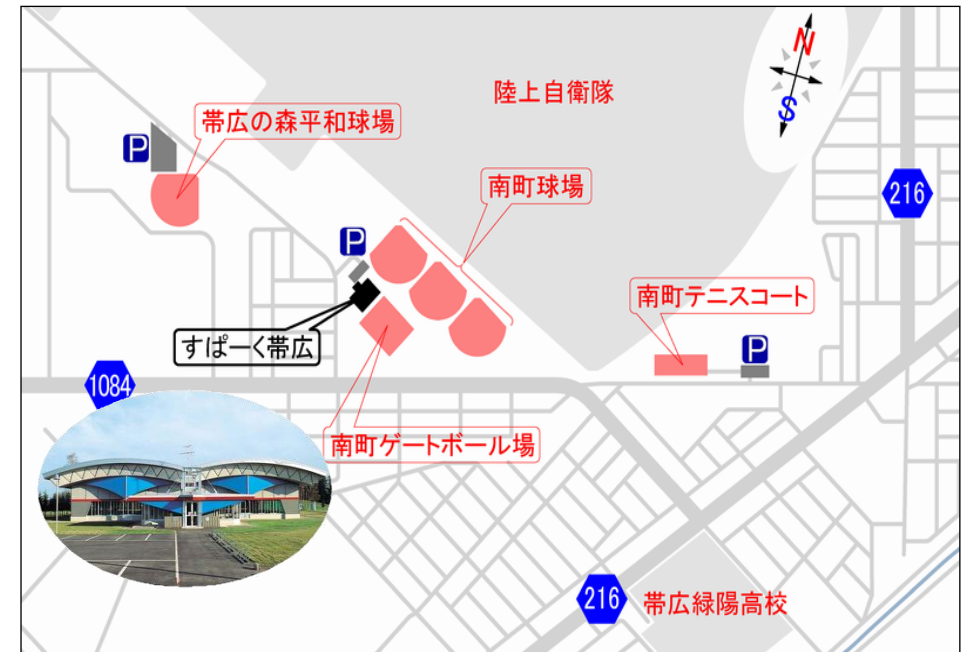 N
S
陸上自衛隊
帯広の森平和球場
P
216
南町球場
P
南町テニスコート
すぱーく帯広
P
1084
南町ゲートボール場
216
帯広緑陽高校